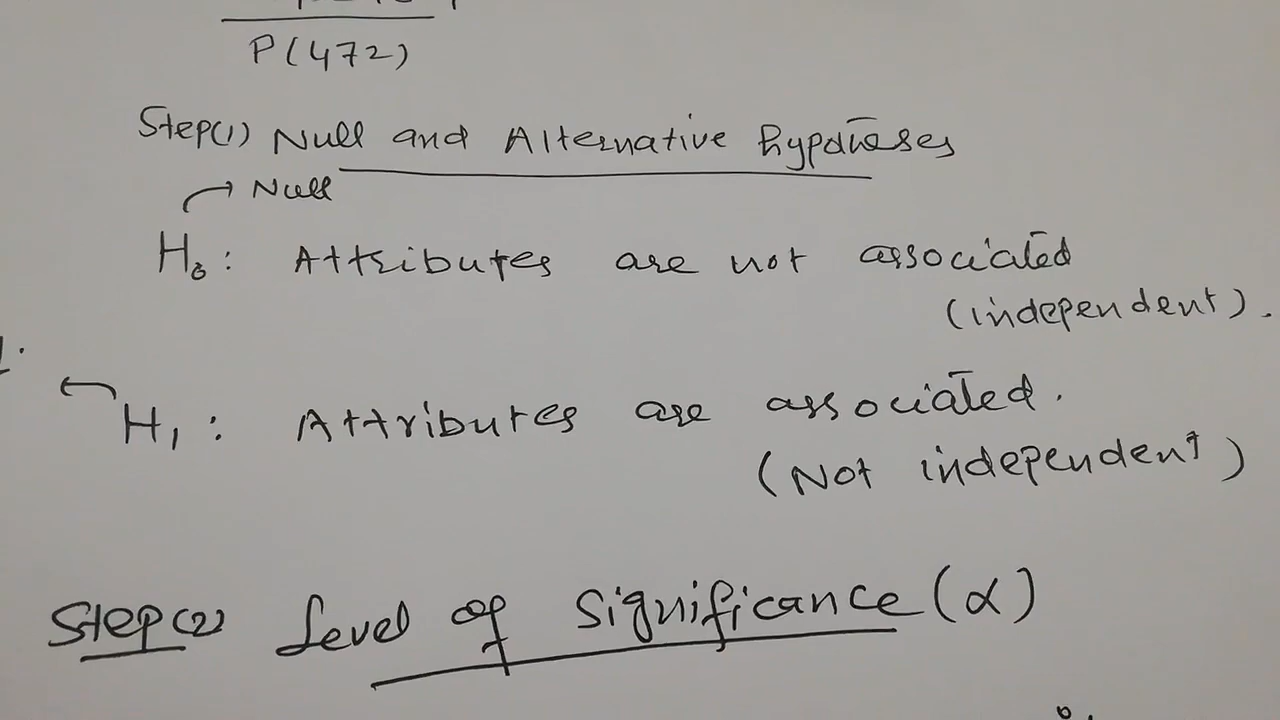 P(472)
Step(1) Null and Alternative hypotheses
Null
H₀: Attributes are not associated
(independent).
H₁: Attributes are associated.
(Not independent)
Step(2) Level of Significance (α)